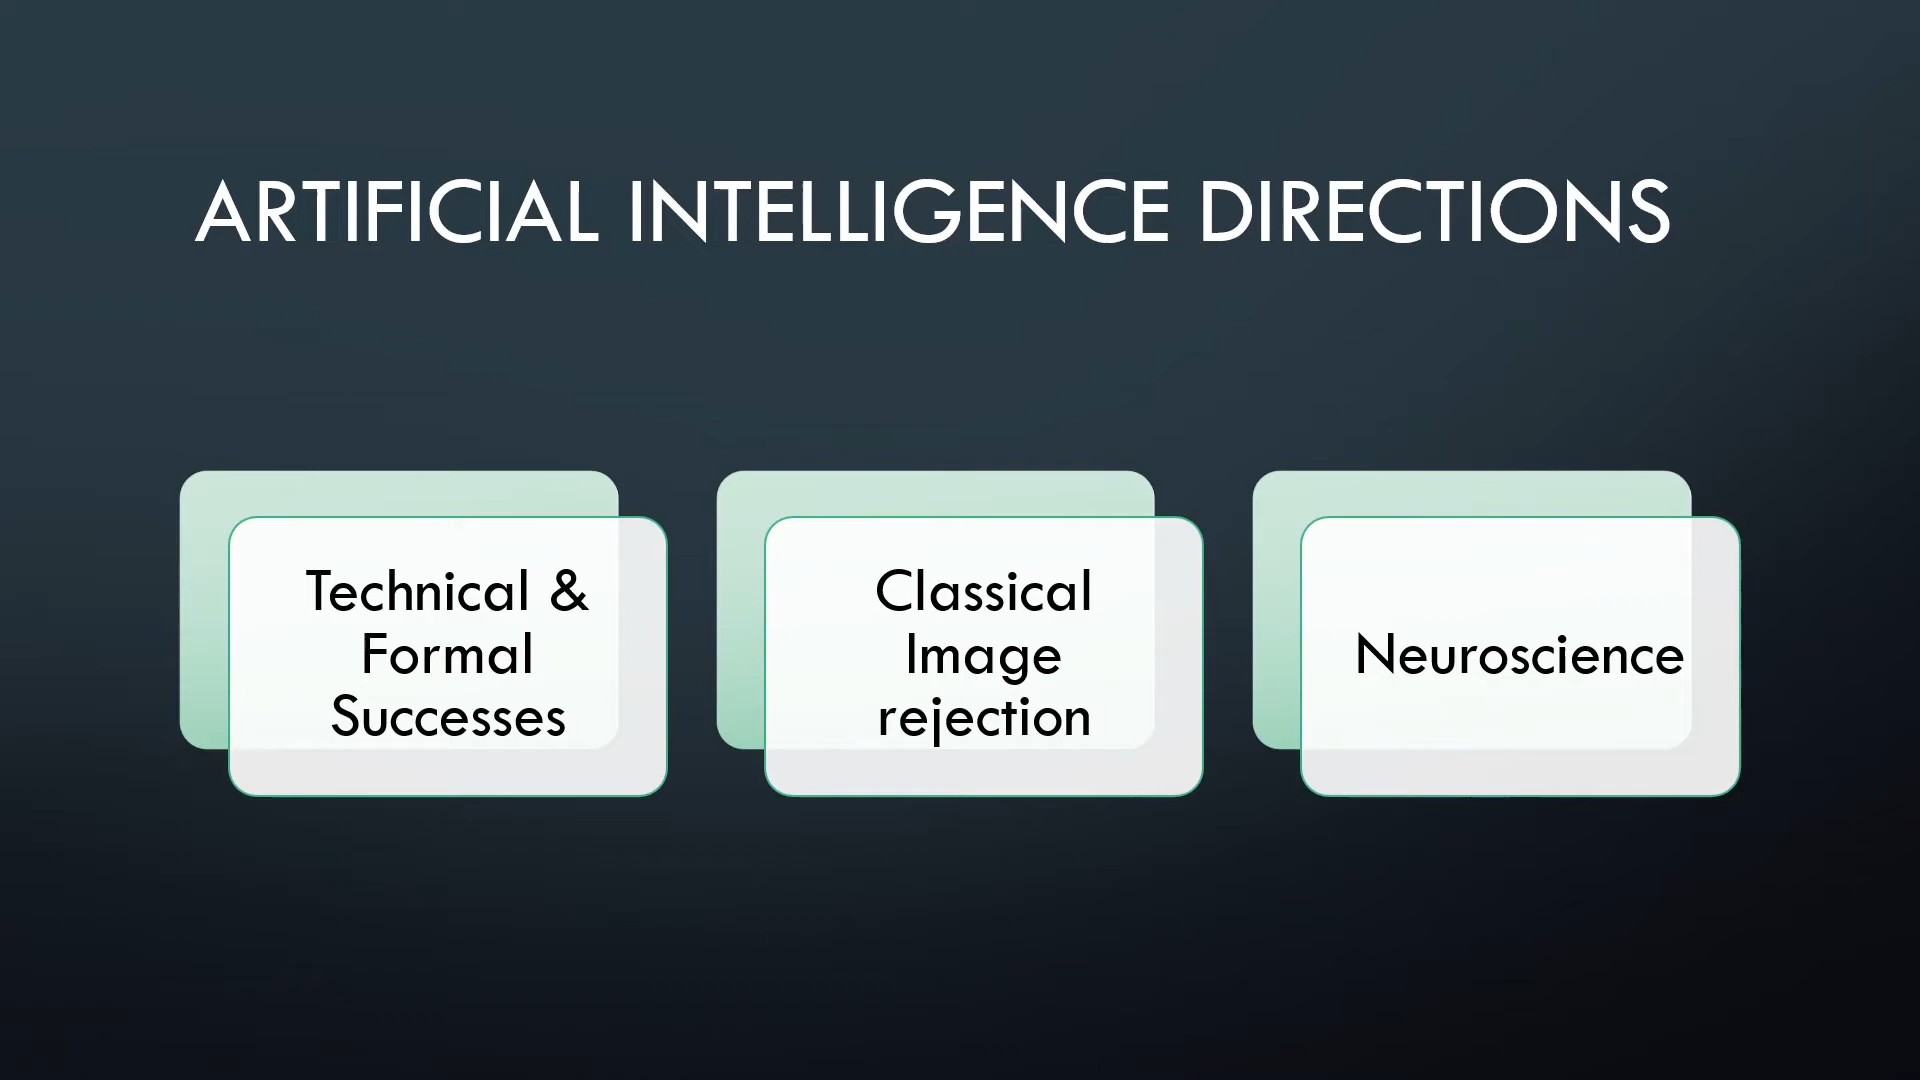 ARTIFICIAL INTELLIGENCE DIRECTIONS
Technical &
Formal
Successes
Classical
Image
rejection
Neuroscience